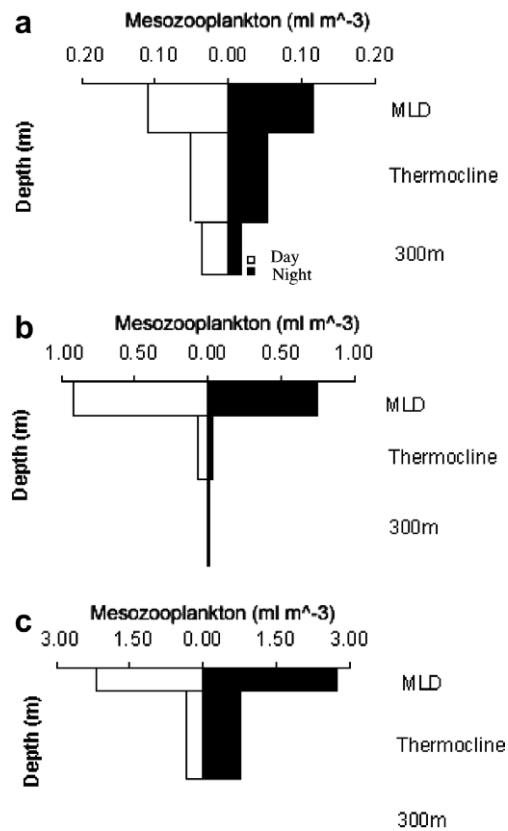 a
Mesozooplankton (ml m^-3)
0.20 0.10 0.00 0.10 0.20
Depth (m)
MLD
Thermocline
300m
Day
Night
b
Mesozooplankton (ml m^-3)
1.00 0.50 0.00 0.50 1.00
Depth (m)
MLD
Thermocline
300m
c
Mesozooplankton (ml m^-3)
3.00 1.50 0.00 1.50 3.00
Depth (m)
MLD
Thermocline
300m